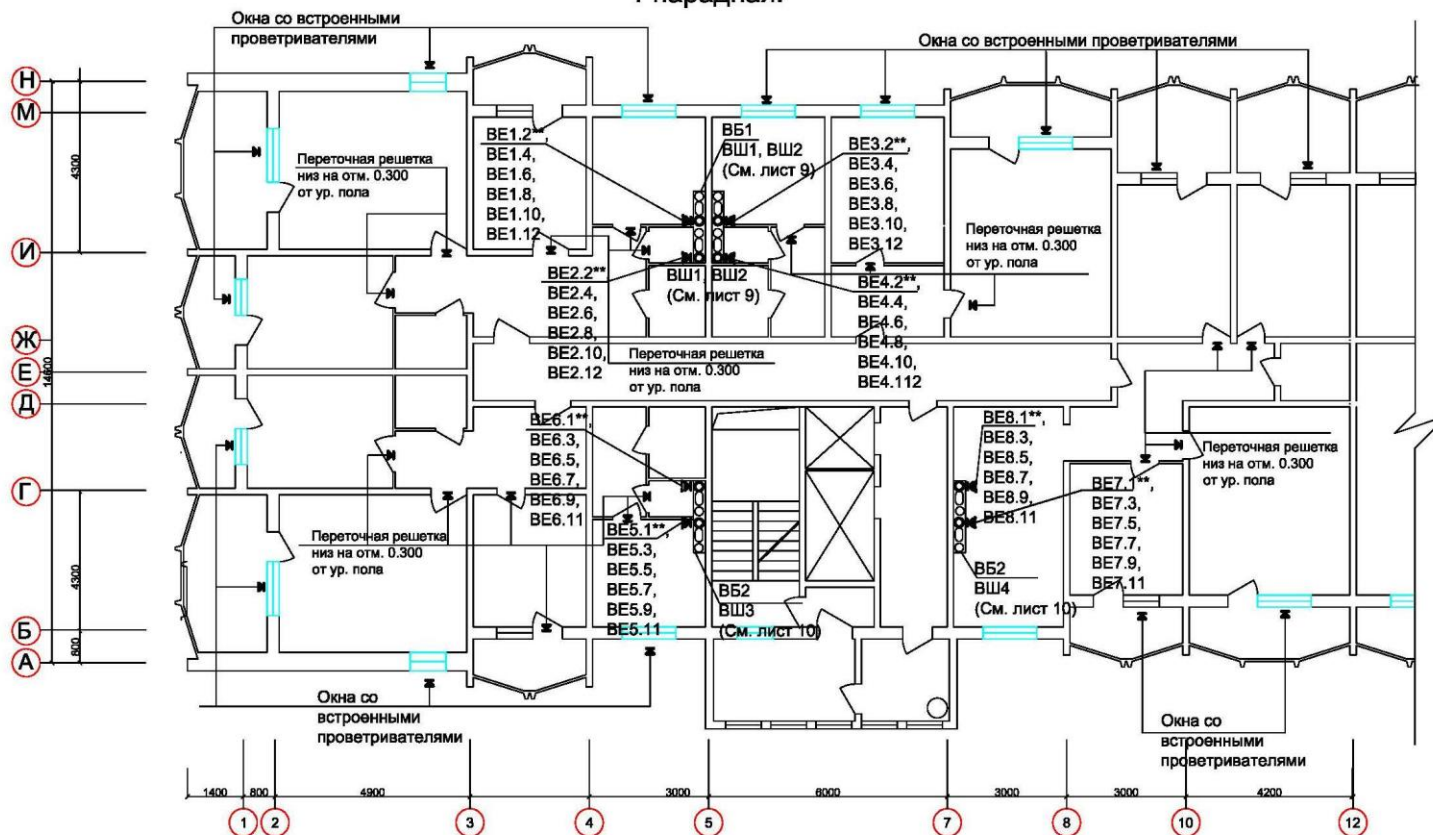 1 парадная.
Окна со встроенными
проветривателями
Окна со встроенными проветривателями
Н
М
И
Ж
Е
Д
Г
Б
А
4300
14600
4300
800
Переточная решетка
низ на отм. 0.300
от ур. пола
ВЕ1.2**,
ВЕ1.4,
ВЕ1.6,
ВЕ1.8,
ВЕ1.10,
ВЕ1.12
ВБ1
ВШ1, ВШ2
(См. лист 9)
ВЕ3.2**,
ВЕ3.4,
ВЕ3.6,
ВЕ3.8,
ВЕ3.10,
ВЕ3.12
Переточная решетка
низ на отм. 0.300
от ур. пола
ВЕ2.2**,
ВЕ2.4,
ВЕ2.6,
ВЕ2.8,
ВЕ2.10,
ВЕ2.12
ВШ1, ВШ2
(См. лист 9)
ВЕ4.2**,
ВЕ4.4,
ВЕ4.6,
ВЕ4.8,
ВЕ4.10,
ВЕ4.112
Переточная решетка
низ на отм. 0.300
от ур. пола
ВЕ6.1**,
ВЕ6.3,
ВЕ6.5,
ВЕ6.7,
ВЕ6.9,
ВЕ6.11
ВЕ8.1**,
ВЕ8.3,
ВЕ8.5,
ВЕ8.7,
ВЕ8.9,
ВЕ8.11
Переточная решетка
низ на отм. 0.300
от ур. пола
ВЕ7.1**,
ВЕ7.3,
ВЕ7.5,
ВЕ7.7,
ВЕ7.9,
ВЕ7.11
Переточная решетка
низ на отм. 0.300
от ур. пола
ВЕ5.1**,
ВЕ5.3,
ВЕ5.5,
ВЕ5.7,
ВЕ5.9,
ВЕ5.11
ВБ2
ВШ3
(См. лист 10)
ВБ2
ВШ4
(См. лист 10)
Окна со
встроенными
проветривателями
Окна со
встроенными
проветривателями
1400 800 4900 3000 6000 3000 3000 4200
1 2 3 4 5 7 8 10 12